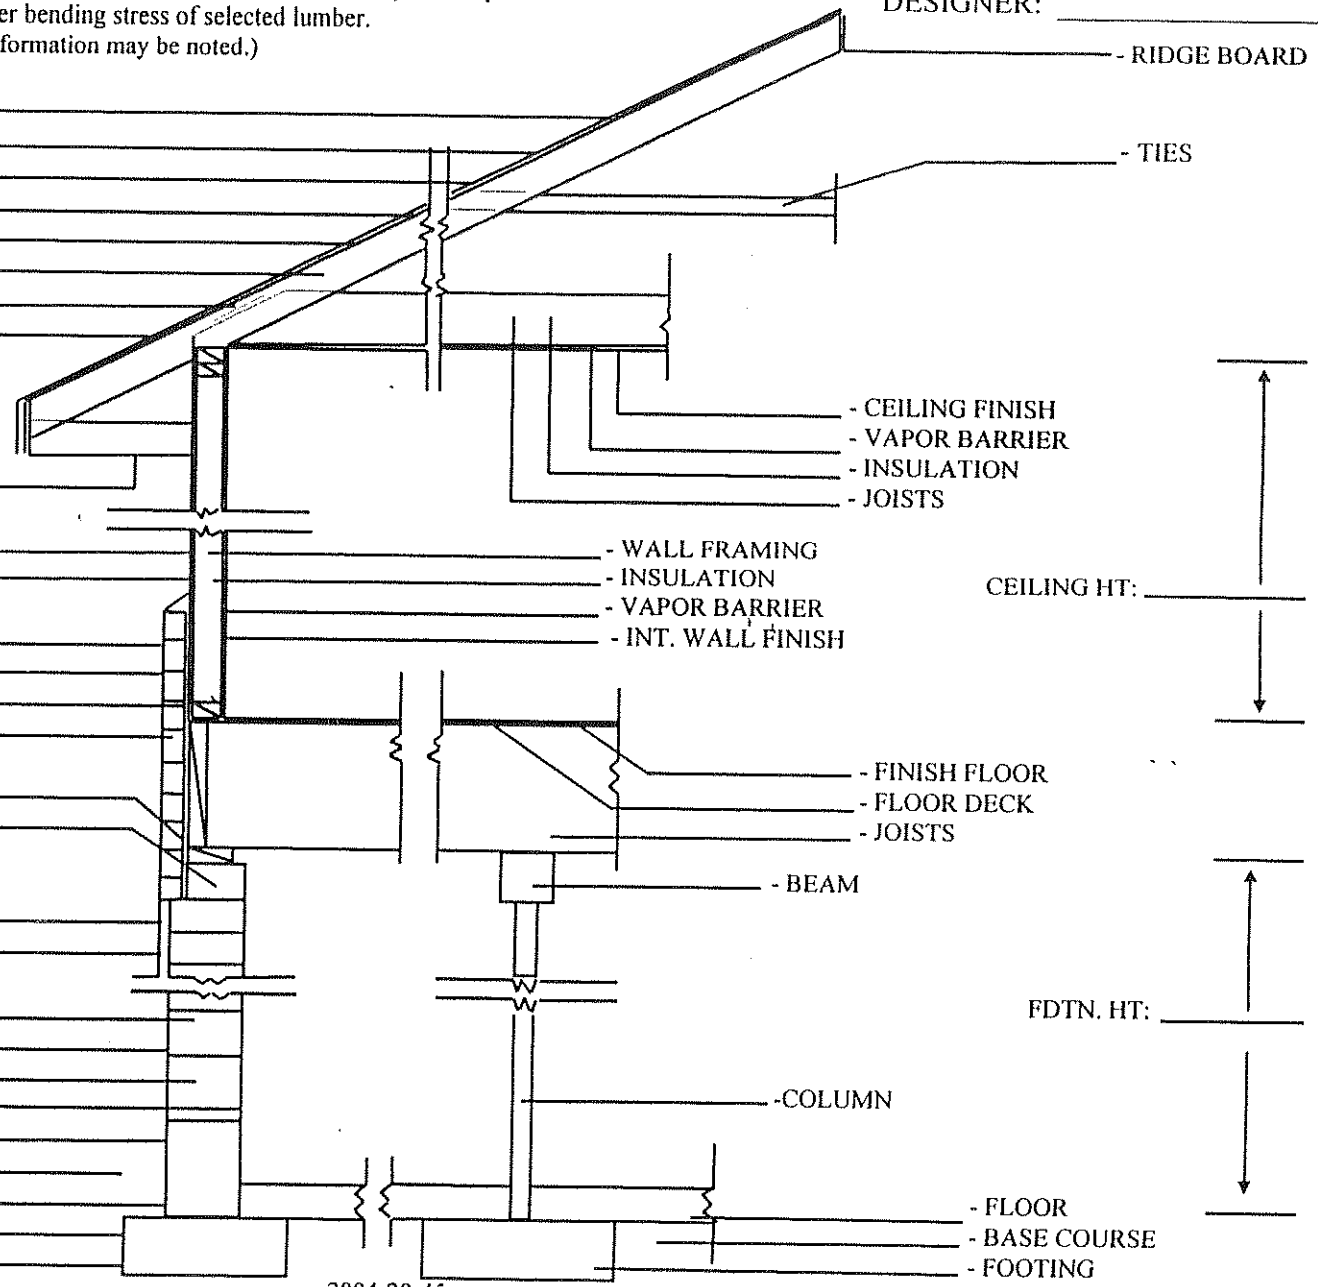 er bending stress of selected lumber.
formation may be noted.)
DESIGNER:
- RIDGE BOARD
- TIES
- CEILING FINISH
- VAPOR BARRIER
- INSULATION
- JOISTS
- WALL FRAMING
- INSULATION
- VAPOR BARRIER
- INT. WALL FINISH
CEILING HT:
- FINISH FLOOR
- FLOOR DECK
- JOISTS
- BEAM
FDTN. HT:
-COLUMN
- FLOOR
- BASE COURSE
- FOOTING